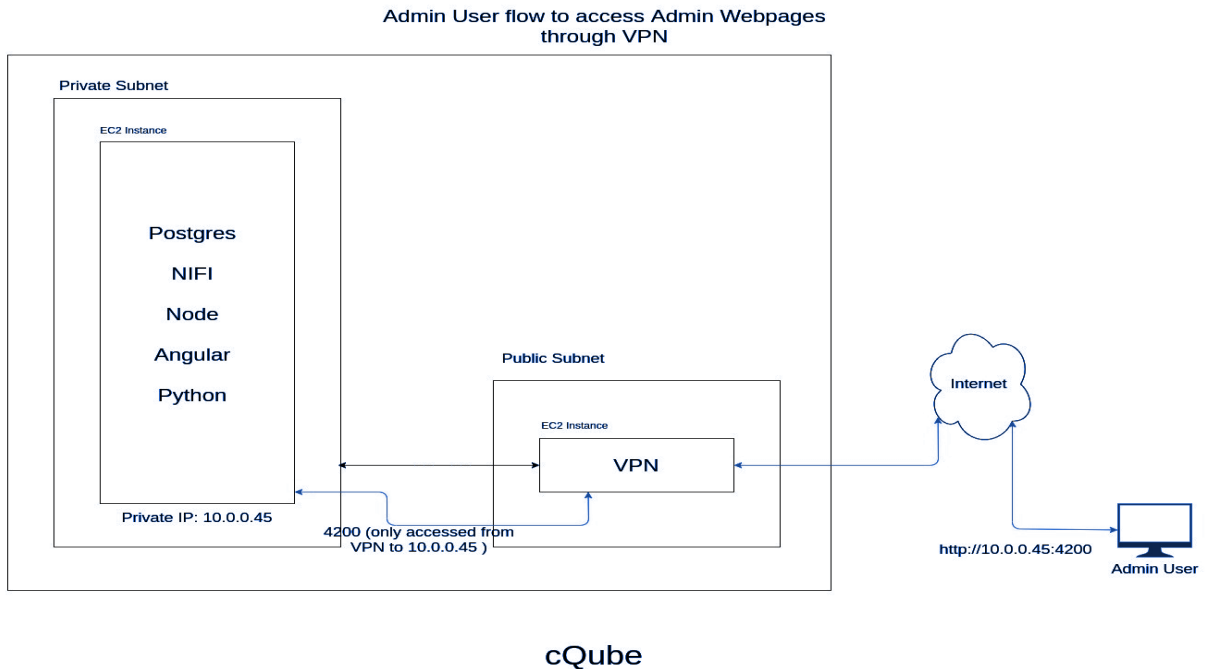 Admin User flow to access Admin Webpages
through VPN
Private Subnet
EC2 Instance
Postgres
NIFI
Node
Angular
Python
Private IP: 10.0.0.45
Public Subnet
EC2 Instance
VPN
4200 (only accessed from
VPN to 10.0.0.45 )
Internet
http://10.0.0.45:4200
Admin User
cQube